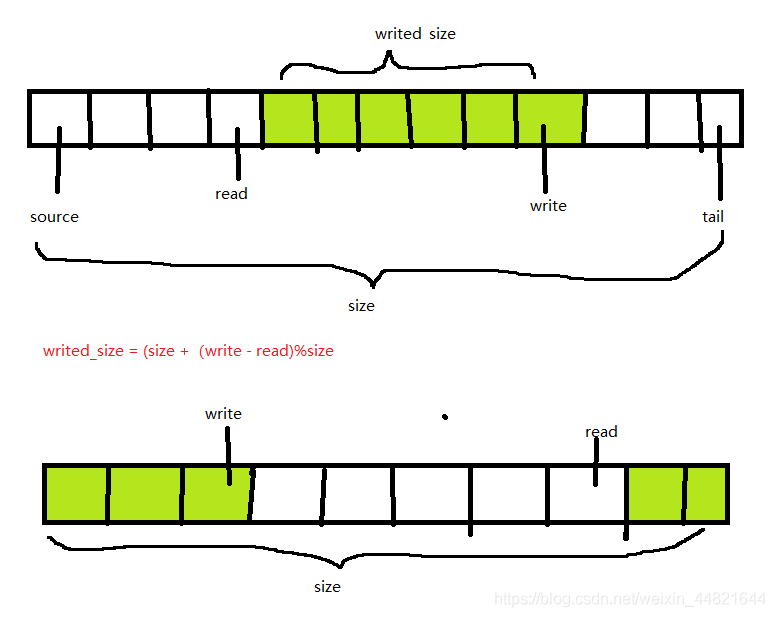 writed size
read
write
source
tail
size
writed_size = (size + （write - read)%size
write
read
size
https://blog.csdn.net/weixin_44821644